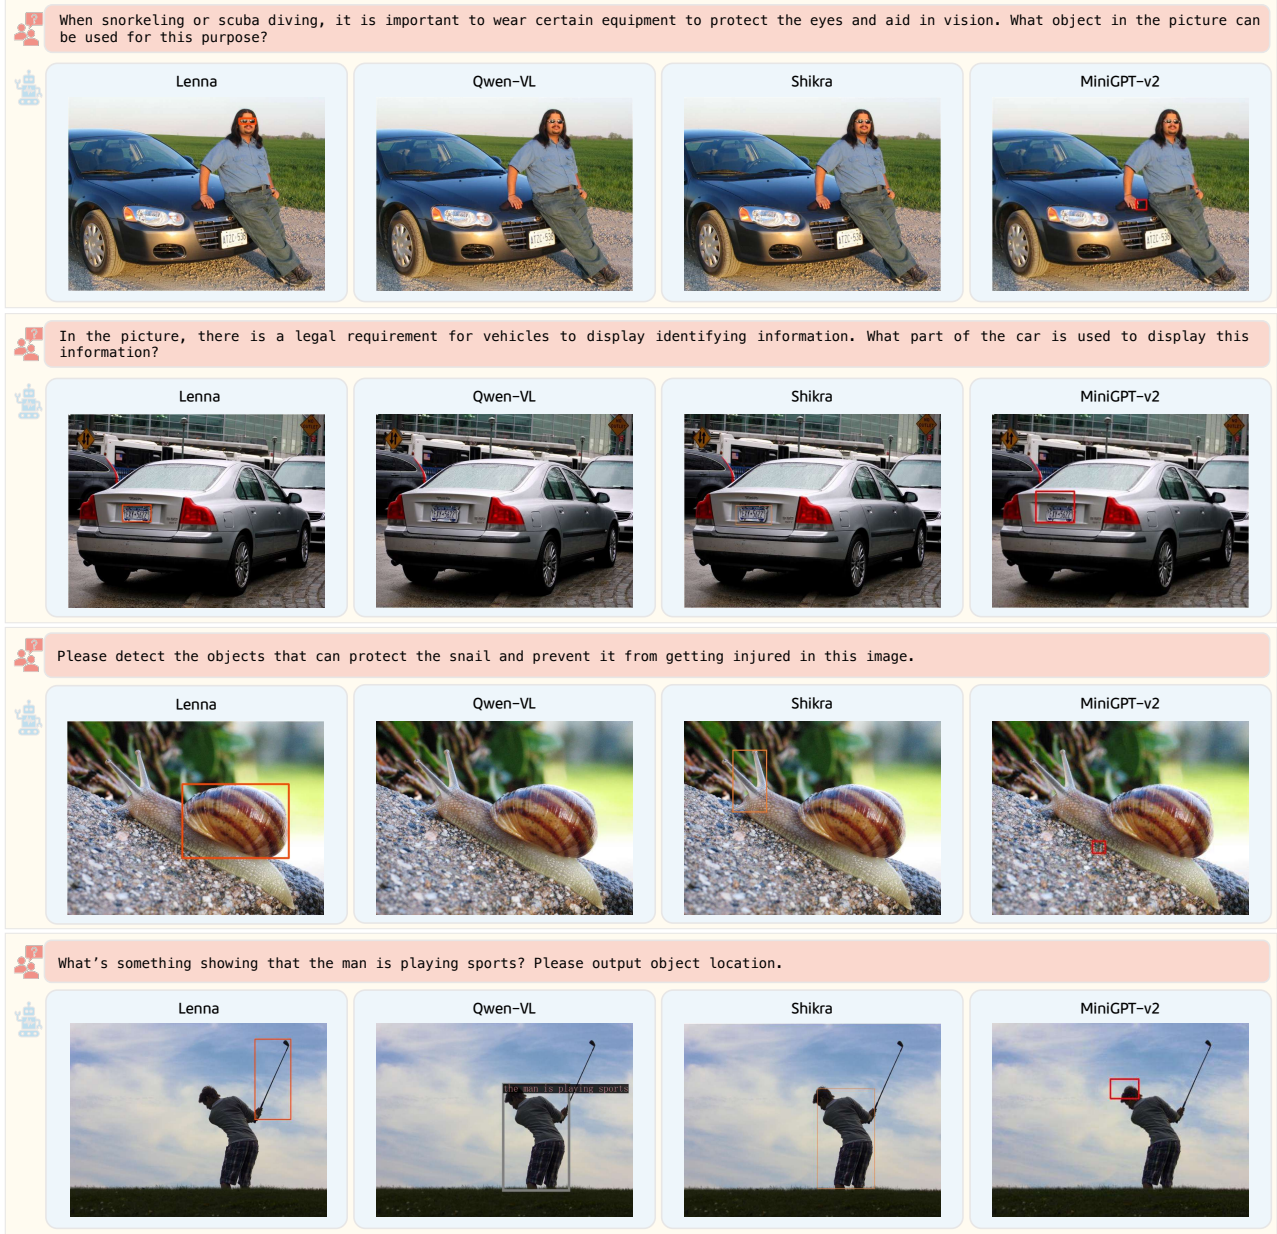 When snorkeling or scuba diving, it is important to wear certain equipment to protect the eyes and aid in vision. What object in the picture can
be used for this purpose?
Lenna
Qwen-VL
Shikra
MiniGPT-v2
In the picture, there is a legal requirement for vehicles to display identifying information. What part of the car is used to display this
information?
Lenna
Qwen-VL
Shikra
MiniGPT-v2
Please detect the objects that can protect the snail and prevent it from getting injured in this image.
Lenna
Qwen-VL
Shikra
MiniGPT-v2
What's something showing that the man is playing sports? Please output object location.
Lenna
Qwen-VL
Shikra
MiniGPT-v2
the man is playing sports